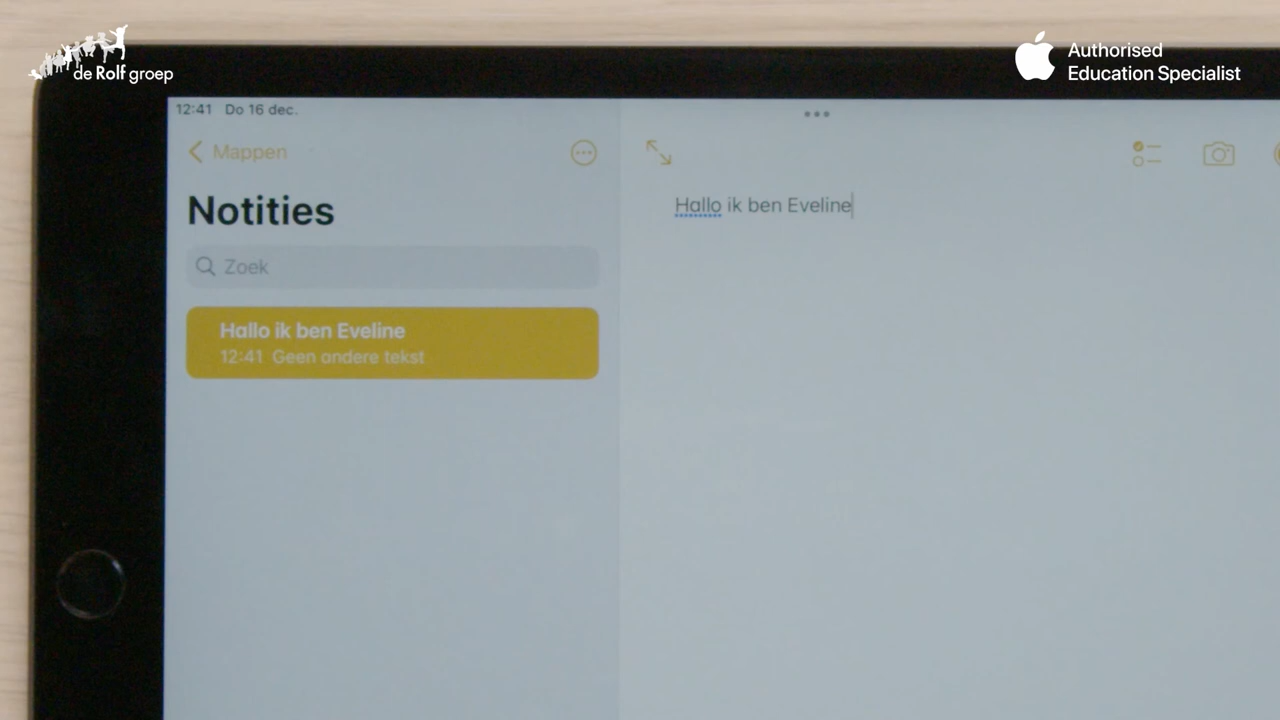 de Rolf groep
Authorised
Education Specialist
12:41 Do 16 dec.
Mappen
Notities
Zoek
Hallo ik ben Eveline
12:41 Geen andere tekst
Hallo ik ben Eveline